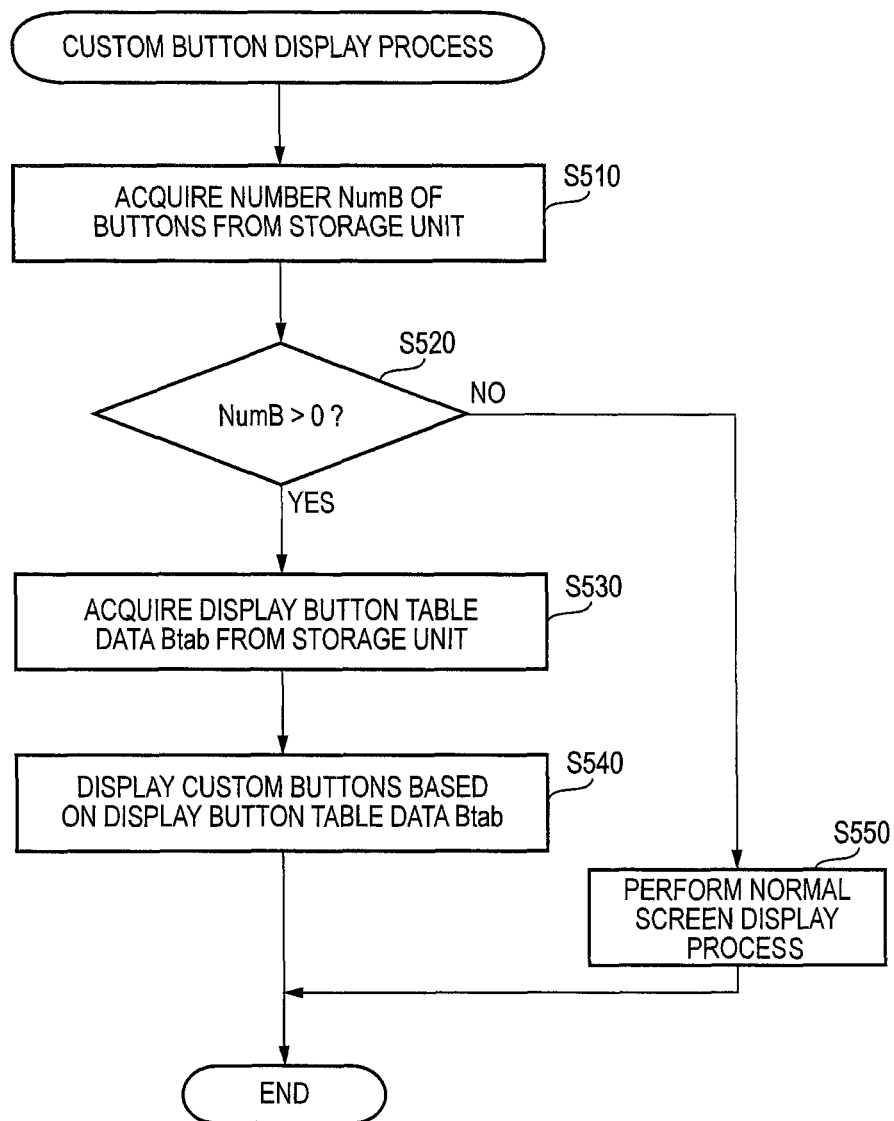 CUSTOM BUTTON DISPLAY PROCESS
S510
ACQUIRE NUMBER NumB OF
BUTTONS FROM STORAGE UNIT
S520
NumB > 0 ?
NO
YES
S530
ACQUIRE DISPLAY BUTTON TABLE
DATA Btab FROM STORAGE UNIT
S540
DISPLAY CUSTOM BUTTONS BASED
ON DISPLAY BUTTON TABLE DATA Btab
S550
PERFORM NORMAL
SCREEN DISPLAY
PROCESS
END